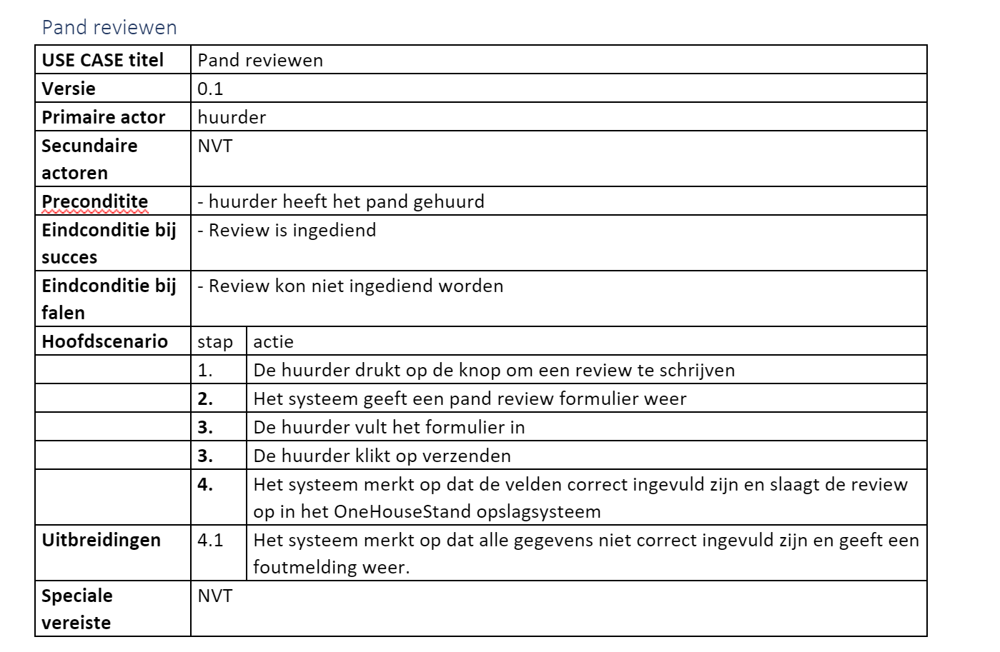 Pand reviewen
USE CASE titel Pand reviewen
Versie 0.1
Primaire actor huurder
Secundaire NVT
actoren
Preconditite - huurder heeft het pand gehuurd
Eindconditie bij - Review is ingediend
succes
Eindconditie bij - Review kon niet ingediend worden
falen
Hoofdscenario stap actie
1. De huurder drukt op de knop om een review te schrijven
2. Het systeem geeft een pand review formulier weer
3. De huurder vult het formulier in
3. De huurder klikt op verzenden
4. Het systeem merkt op dat de velden correct ingevuld zijn en slaagt de review
op in het OneHouseStand opslagsysteem
Uitbreidingen 4.1 Het systeem merkt op dat alle gegevens niet correct ingevuld zijn en geeft een
foutmelding weer.
Speciale NVT
vereiste